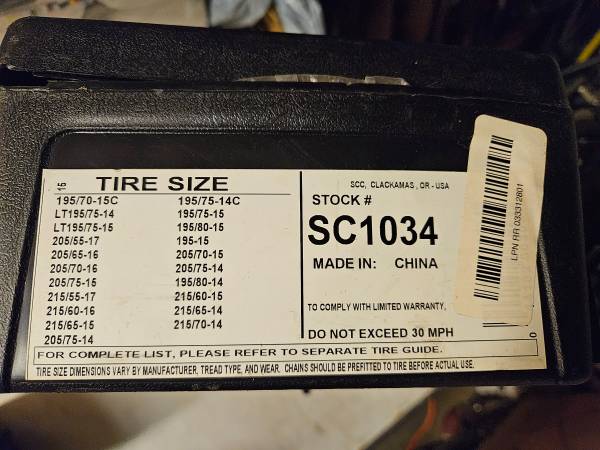 16
TIRE SIZE
195/70-15C 195/75-14C
LT195/75-14 195/75-15
LT195/75-15 195/80-15
205/55-17 195-15
205/65-16 205/70-15
205/70-16 205/75-14
205/75-15 195/80-14
215/55-17 215/60-15
215/60-16 215/65-14
215/65-15 215/70-14
205/75-14
SCC, CLACKAMAS, OR - USA
STOCK #
SC1034
MADE IN: CHINA
TO COMPLY WITH LIMITED WARRANTY,
DO NOT EXCEED 30 MPH
FOR COMPLETE LIST, PLEASE REFER TO SEPARATE TIRE GUIDE.
TIRE SIZE DIMENSIONS VARY BY MANUFACTURER, TREAD TYPE, AND WEAR. CHAINS SHOULD BE PREFITTED TO TIRE BEFORE ACTUAL USE.
LPN RR 033312801
0